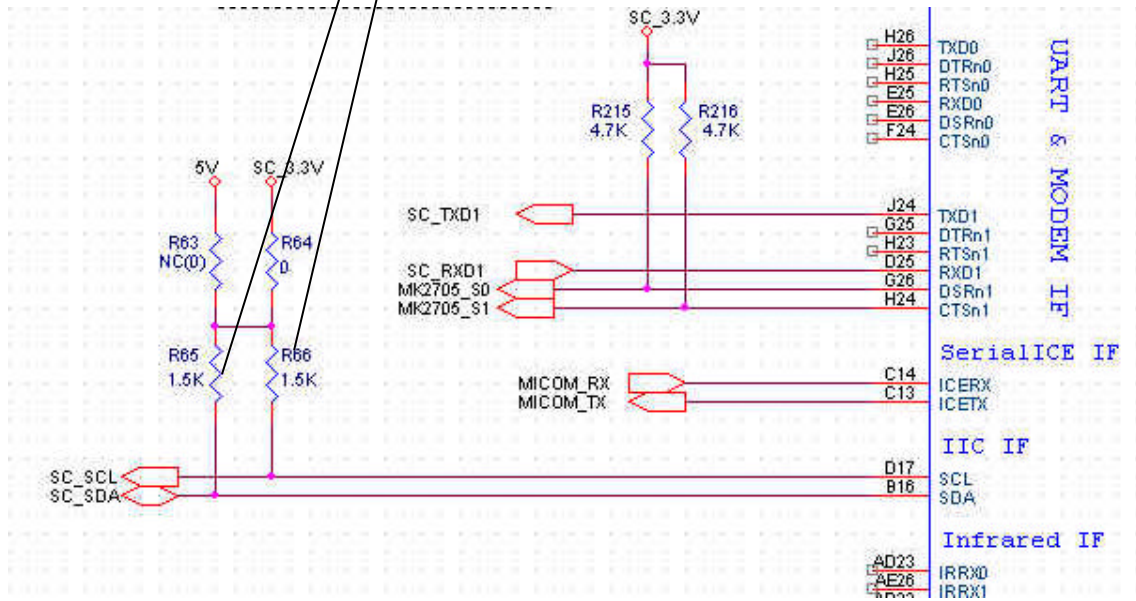 SC_3.3V
H26 TXD0
J26 DTRn0
H25 RTSn0
E25 RXD0
E26 DSRn0
F24 CTSn0
UART & MODEM IF
R215 4.7K
R216 4.7K
5V SC_3.3V
R63 NC(0)
R64 0
SC_TXD1 J24 TXD1
G25 DTRn1
H23 RTSn1
SC_RXD1 D25 RXD1
MK2705_S0 G26 DSRn1
MK2705_S1 H24 CTSn1
R65 1.5K
R66 1.5K
SerialICE IF
MICOM_RX C14 ICERX
MICOM_TX C13 ICETX
IIC IF
SC_SCL D17 SCL
SC_SDA B16 SDA
Infrared IF
AD23 IRRX0
AE26 IRRX1